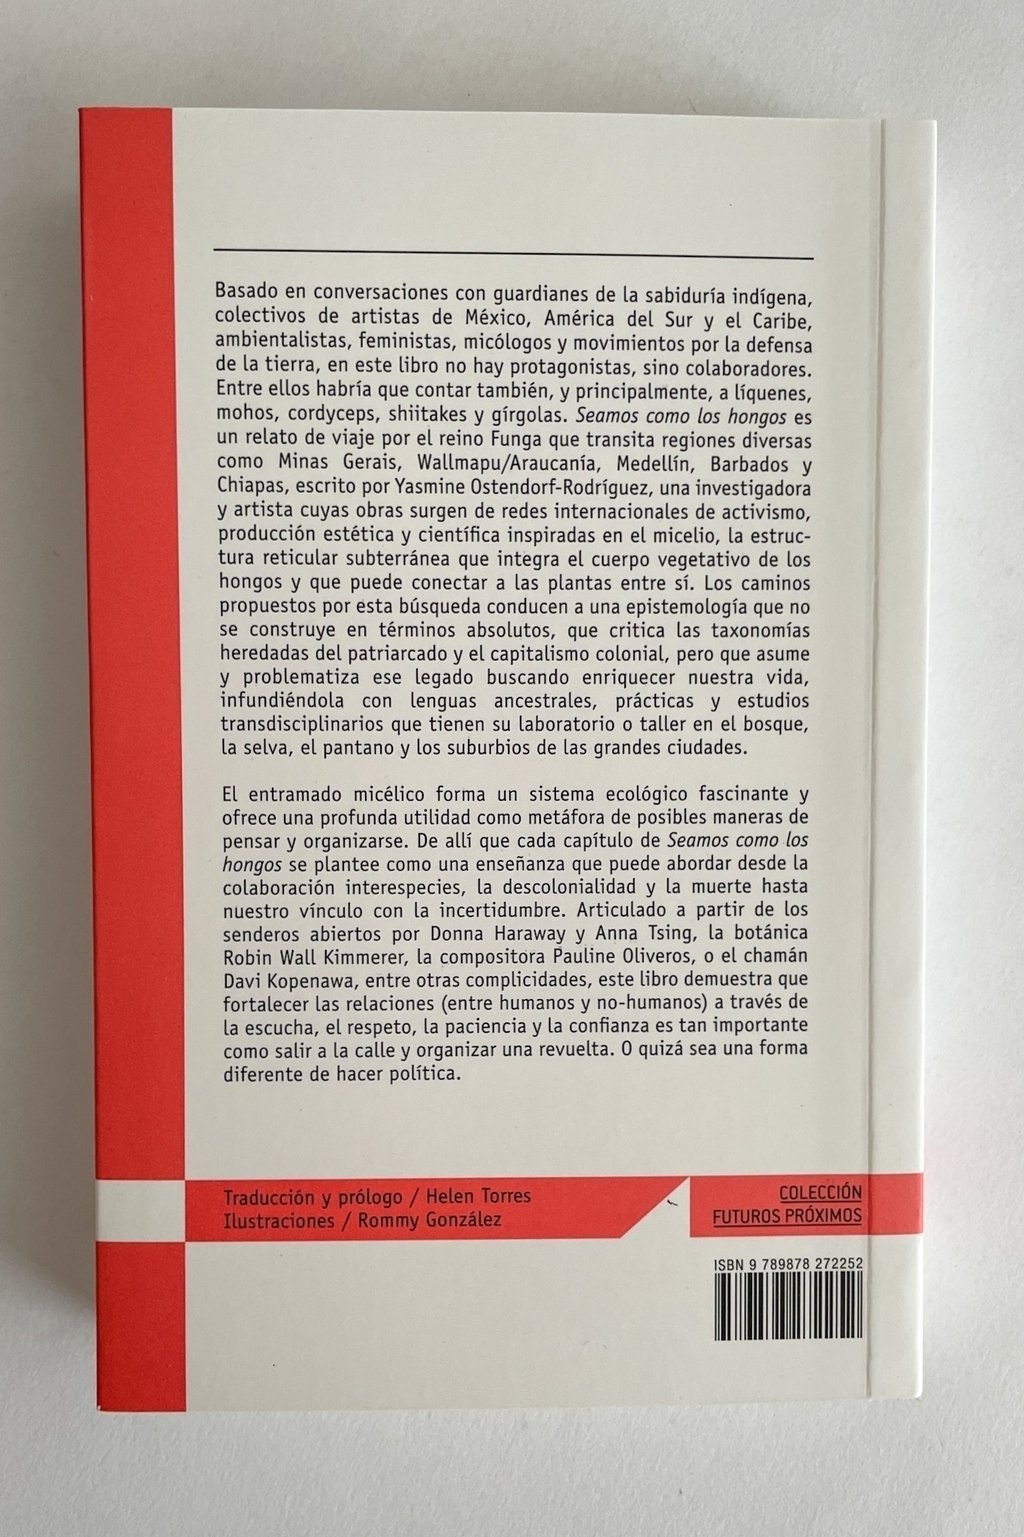 Basado en conversaciones con guardianes de la sabiduría indígena,
colectivos de artistas de México, América del Sur y el Caribe,
ambientalistas, feministas, micólogos y movimientos por la defensa
de la tierra, en este libro no hay protagonistas, sino colaboradores.
Entre ellos habría que contar también, y principalmente, a líquenes,
mohos, cordyceps, shiitakes y gírgolas. Seamos como los hongos es
un relato de viaje por el reino Funga que transita regiones diversas
como Minas Gerais, Wallmapu/Araucanía, Medellín, Barbados y
Chiapas, escrito por Yasmine Ostendorf-Rodríguez, una investigadora
y artista cuyas obras surgen de redes internacionales de activismo,
producción estética y científica inspiradas en el micelio, la estruc-
tura reticular subterránea que integra el cuerpo vegetativo de los
hongos y que puede conectar a las plantas entre sí. Los caminos
propuestos por esta búsqueda conducen a una epistemología que no
se construye en términos absolutos, que critica las taxonomías
heredadas del patriarcado y el capitalismo colonial, pero que asume
y problematiza ese legado buscando enriquecer nuestra vida,
infundiéndola con lenguas ancestrales, prácticas y estudios
transdisciplinarios que tienen su laboratorio o taller en el bosque,
la selva, el pantano y los suburbios de las grandes ciudades.
El entramado micélico forma un sistema ecológico fascinante y
ofrece una profunda utilidad como metáfora de posibles maneras de
pensar y organizarse. De allí que cada capítulo de Seamos como los
hongos se plantee como una enseñanza que puede abordar desde la
colaboración interespecies, la descolonialidad y la muerte hasta
nuestro vínculo con la incertidumbre. Articulado a partir de los
senderos abiertos por Donna Haraway y Anna Tsing, la botánica
Robin Wall Kimmerer, la compositora Pauline Oliveros, o el chamán
Davi Kopenawa, entre otras complicidades, este libro demuestra que
fortalecer las relaciones (entre humanos y no-humanos) a través de
la escucha, el respeto, la paciencia y la confianza es tan importante
como salir a la calle y organizar una revuelta. O quizá sea una forma
diferente de hacer política.
Traducción y prólogo / Helen Torres
Ilustraciones / Rommy González
COLECCIÓN
FUTUROS PRÓXIMOS
ISBN 9 789878 272252